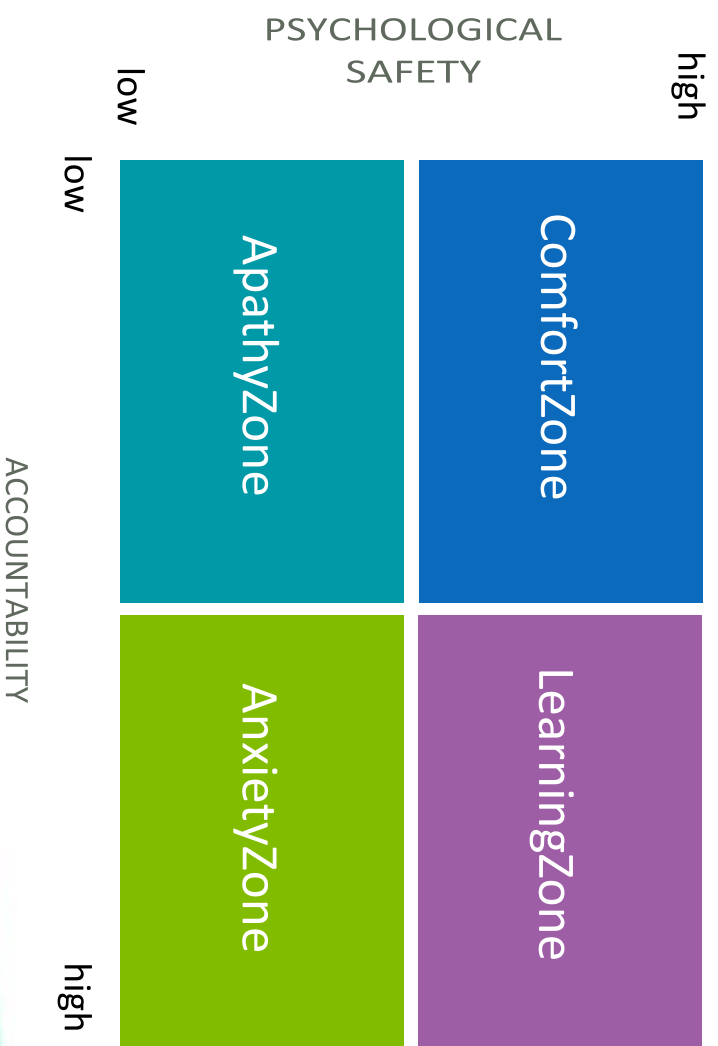 PSYCHOLOGICAL
SAFETY
low
high
low
ApathyZone
ComfortZone
ACCOUNTABILITY
AnxietyZone
LearningZone
high